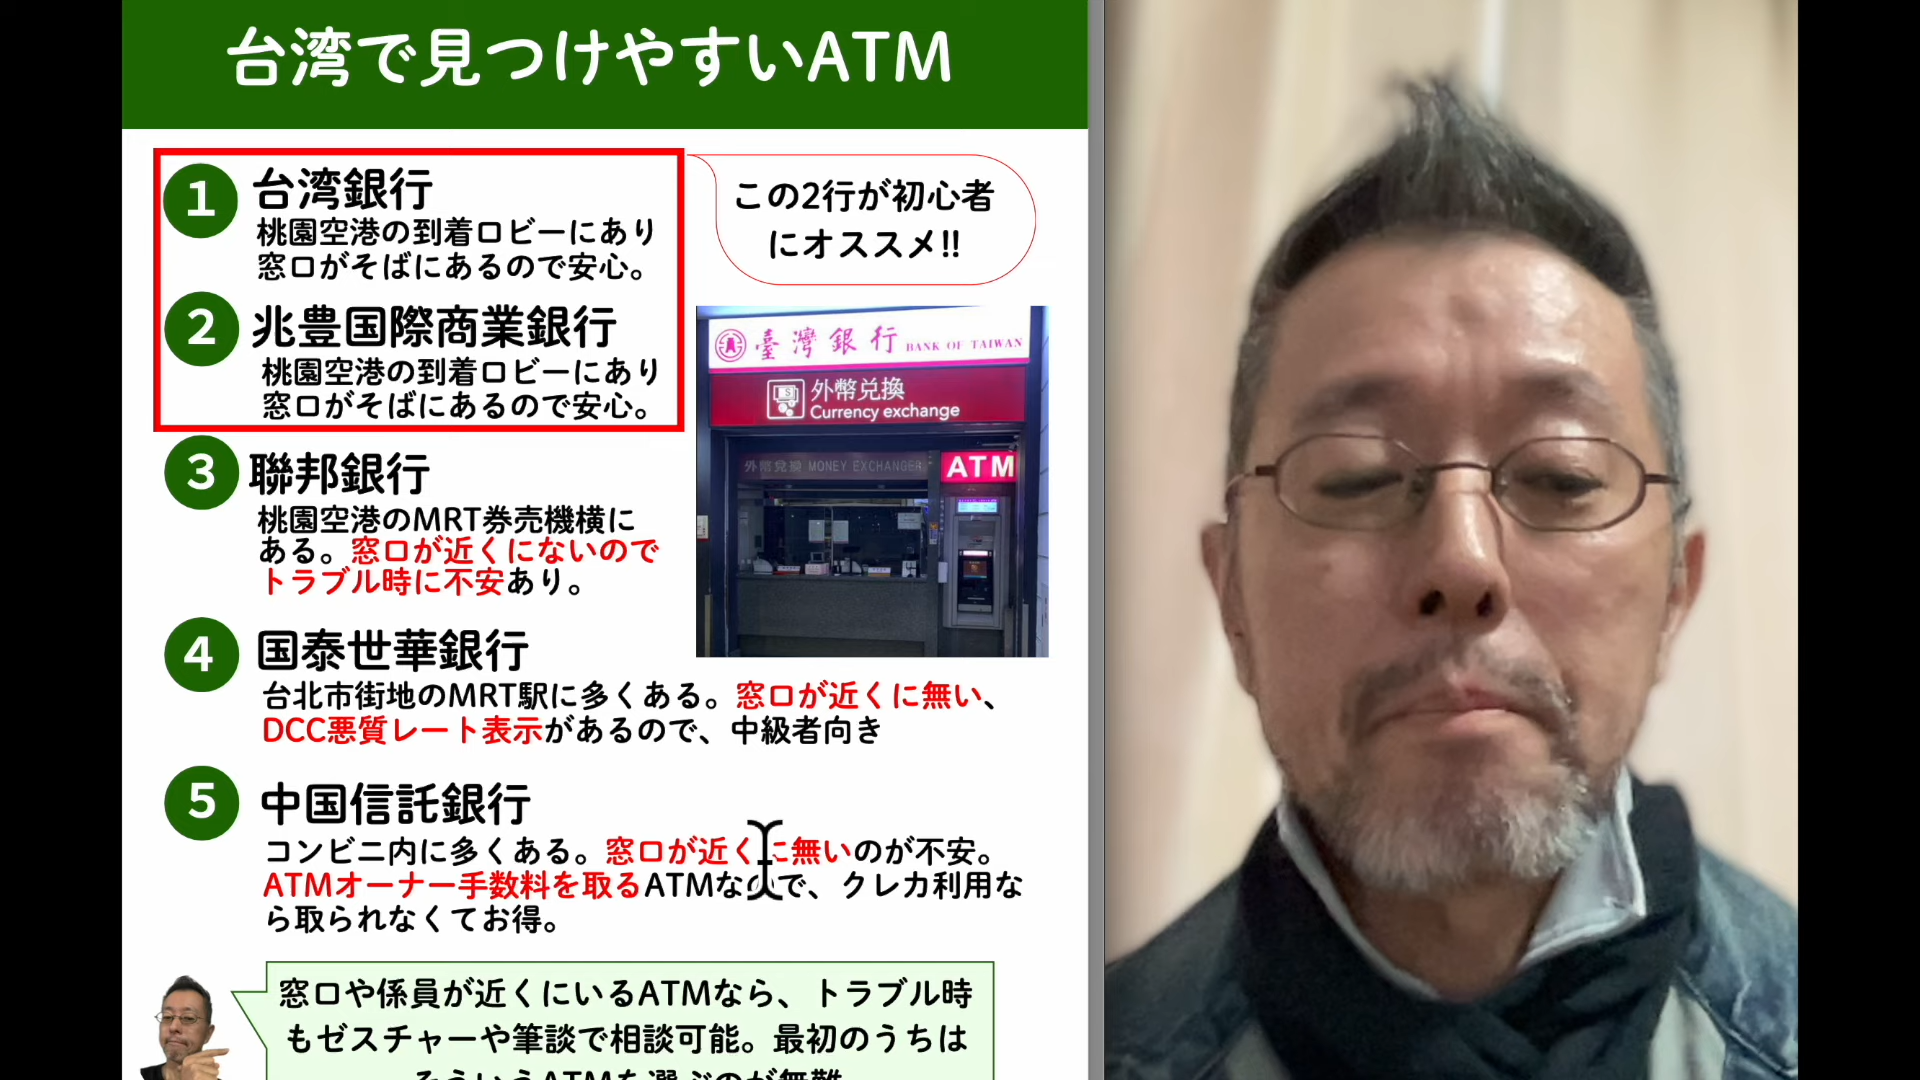 台湾で見つけやすいATM
1 台湾銀行
桃園空港の到着ロビーにあり
窓口がそばにあるので安心。
この2行が初心者
にオススメ!!
2 兆豊国際商業銀行
桃園空港の到着ロビーにあり
窓口がそばにあるので安心。
臺灣銀行 BANK OF TAIWAN
外幣兌換
Currency exchange
外幣兌換 MONEY EXCHANGER
ATM
3 聯邦銀行
桃園空港のMRT券売機横に
ある。窓口が近くにないので
トラブル時に不安あり。
4 国泰世華銀行
台北市街地のMRT駅に多くある。窓口が近くに無い、
DCC悪質レート表示があるので、中級者向き
5 中国信託銀行
コンビニ内に多くある。窓口が近くに無いのが不安。
ATMオーナー手数料を取るATMなので、クレカ利用な
ら取られなくてお得。
窓口や係員が近くにいるATMなら、トラブル時
もゼスチャーや筆談で相談可能。最初のうちは
そういうATMを選ぶのが無難